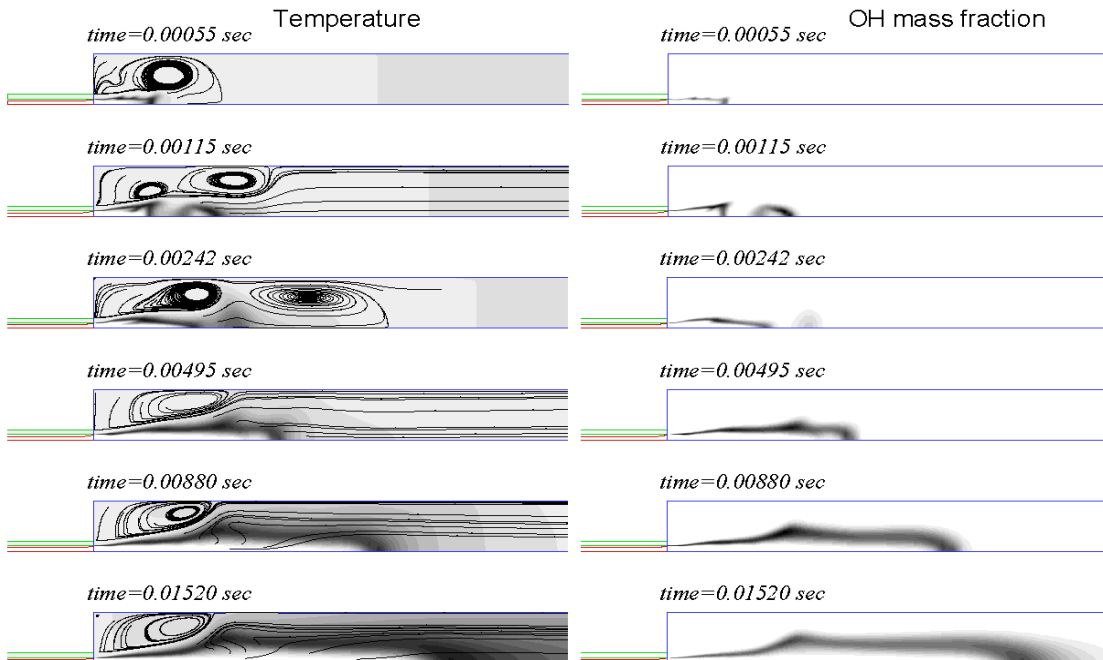 Temperature OH mass fraction
time=0.00055 sec time=0.00055 sec
time=0.00115 sec time=0.00115 sec
time=0.00242 sec time=0.00242 sec
time=0.00495 sec time=0.00495 sec
time=0.00880 sec time=0.00880 sec
time=0.01520 sec time=0.01520 sec